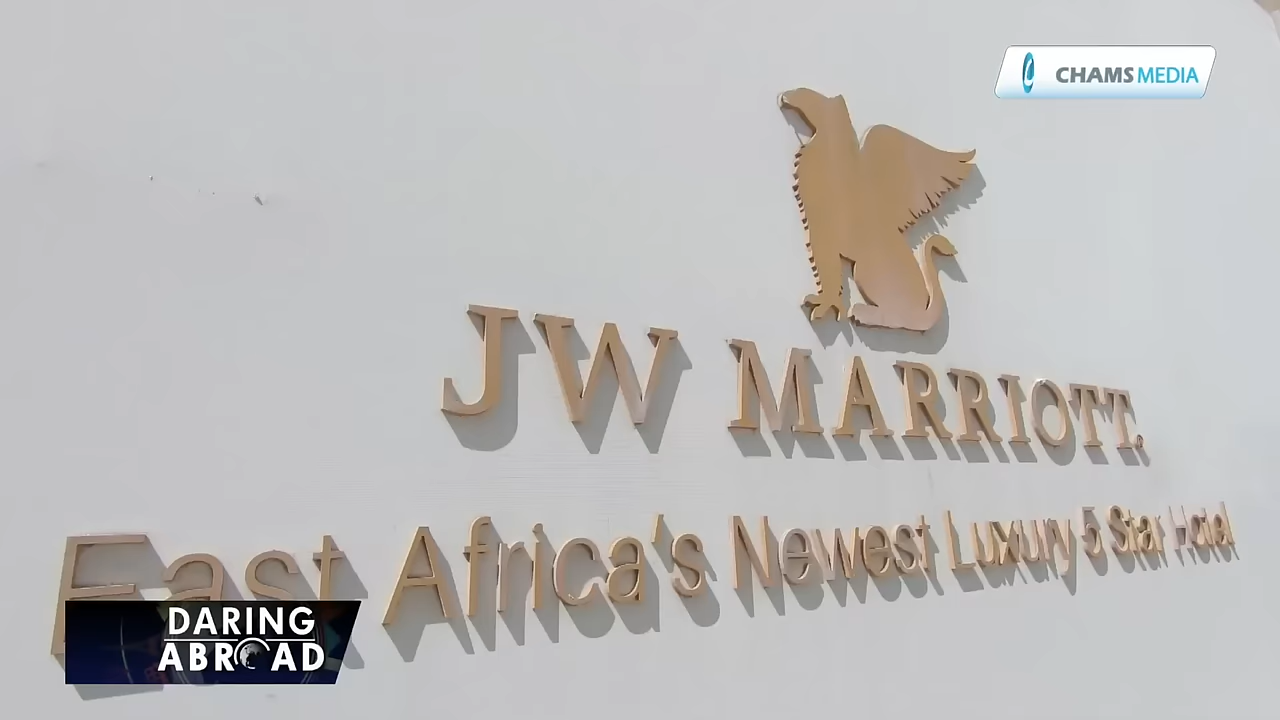 CHAMS MEDIA
JW MARRIOTT
East Africa's Newest Luxury 5 Star Hotel
DARING
ABROAD